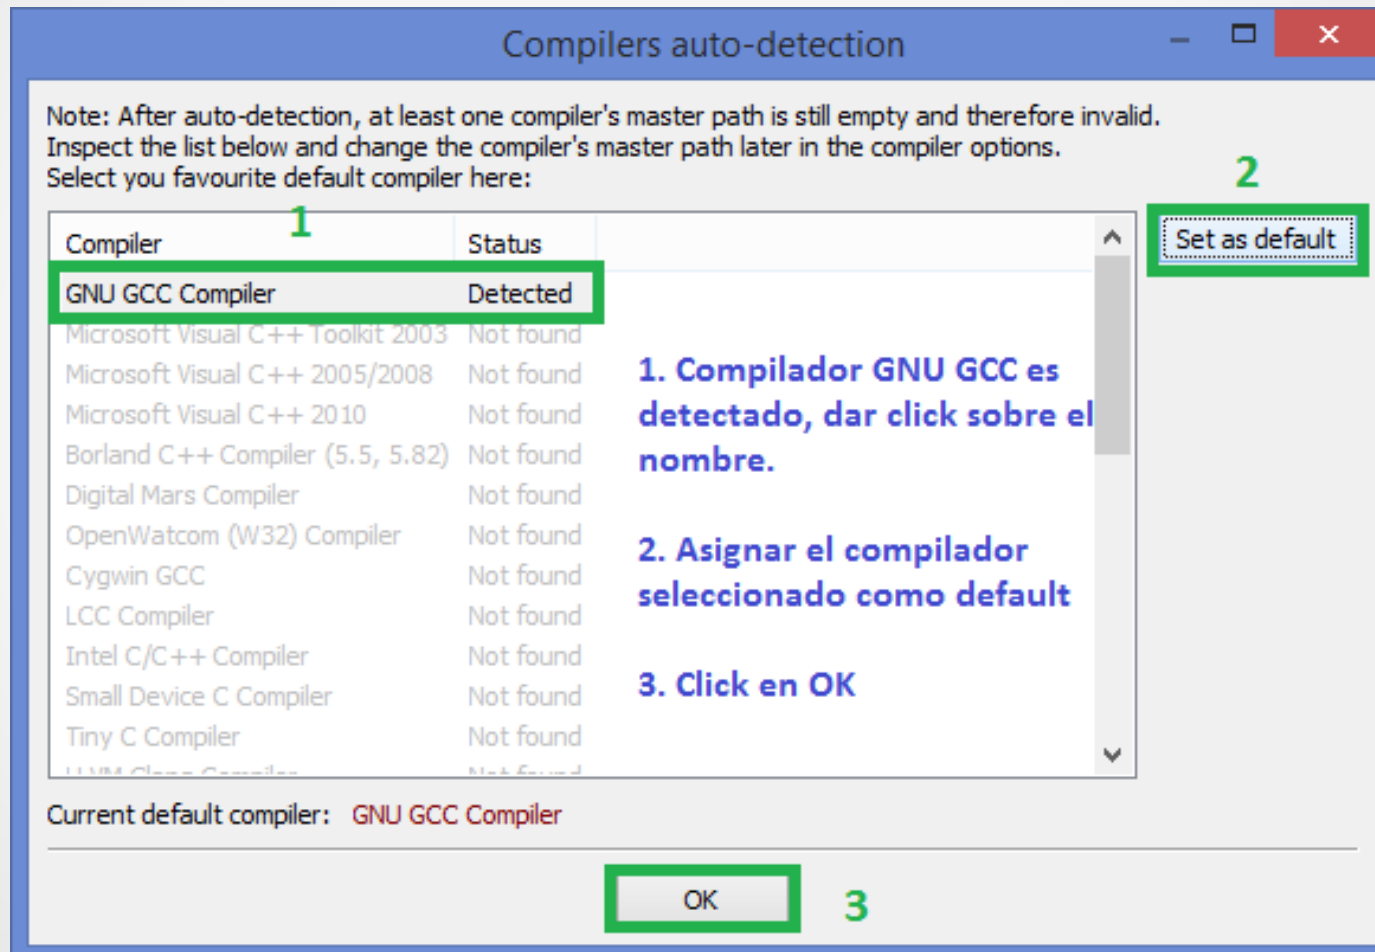 Compilers auto-detection
Note: After auto-detection, at least one compiler's master path is still empty and therefore invalid.
Inspect the list below and change the compiler's master path later in the compiler options.
Select you favourite default compiler here:
1
2
Compiler Status
Set as default
GNU GCC Compiler Detected
Microsoft Visual C++ Toolkit 2003 Not found
Microsoft Visual C++ 2005/2008 Not found
Microsoft Visual C++ 2010 Not found
Borland C++ Compiler (5.5, 5.82) Not found
Digital Mars Compiler Not found
OpenWatcom (W32) Compiler Not found
Cygwin GCC Not found
LCC Compiler Not found
Intel C/C++ Compiler Not found
Small Device C Compiler Not found
Tiny C Compiler Not found
LLVM Clang Compiler Not found
1. Compilador GNU GCC es
detectado, dar click sobre el
nombre.
2. Asignar el compilador
seleccionado como default
3. Click en OK
Current default compiler: GNU GCC Compiler
OK
3